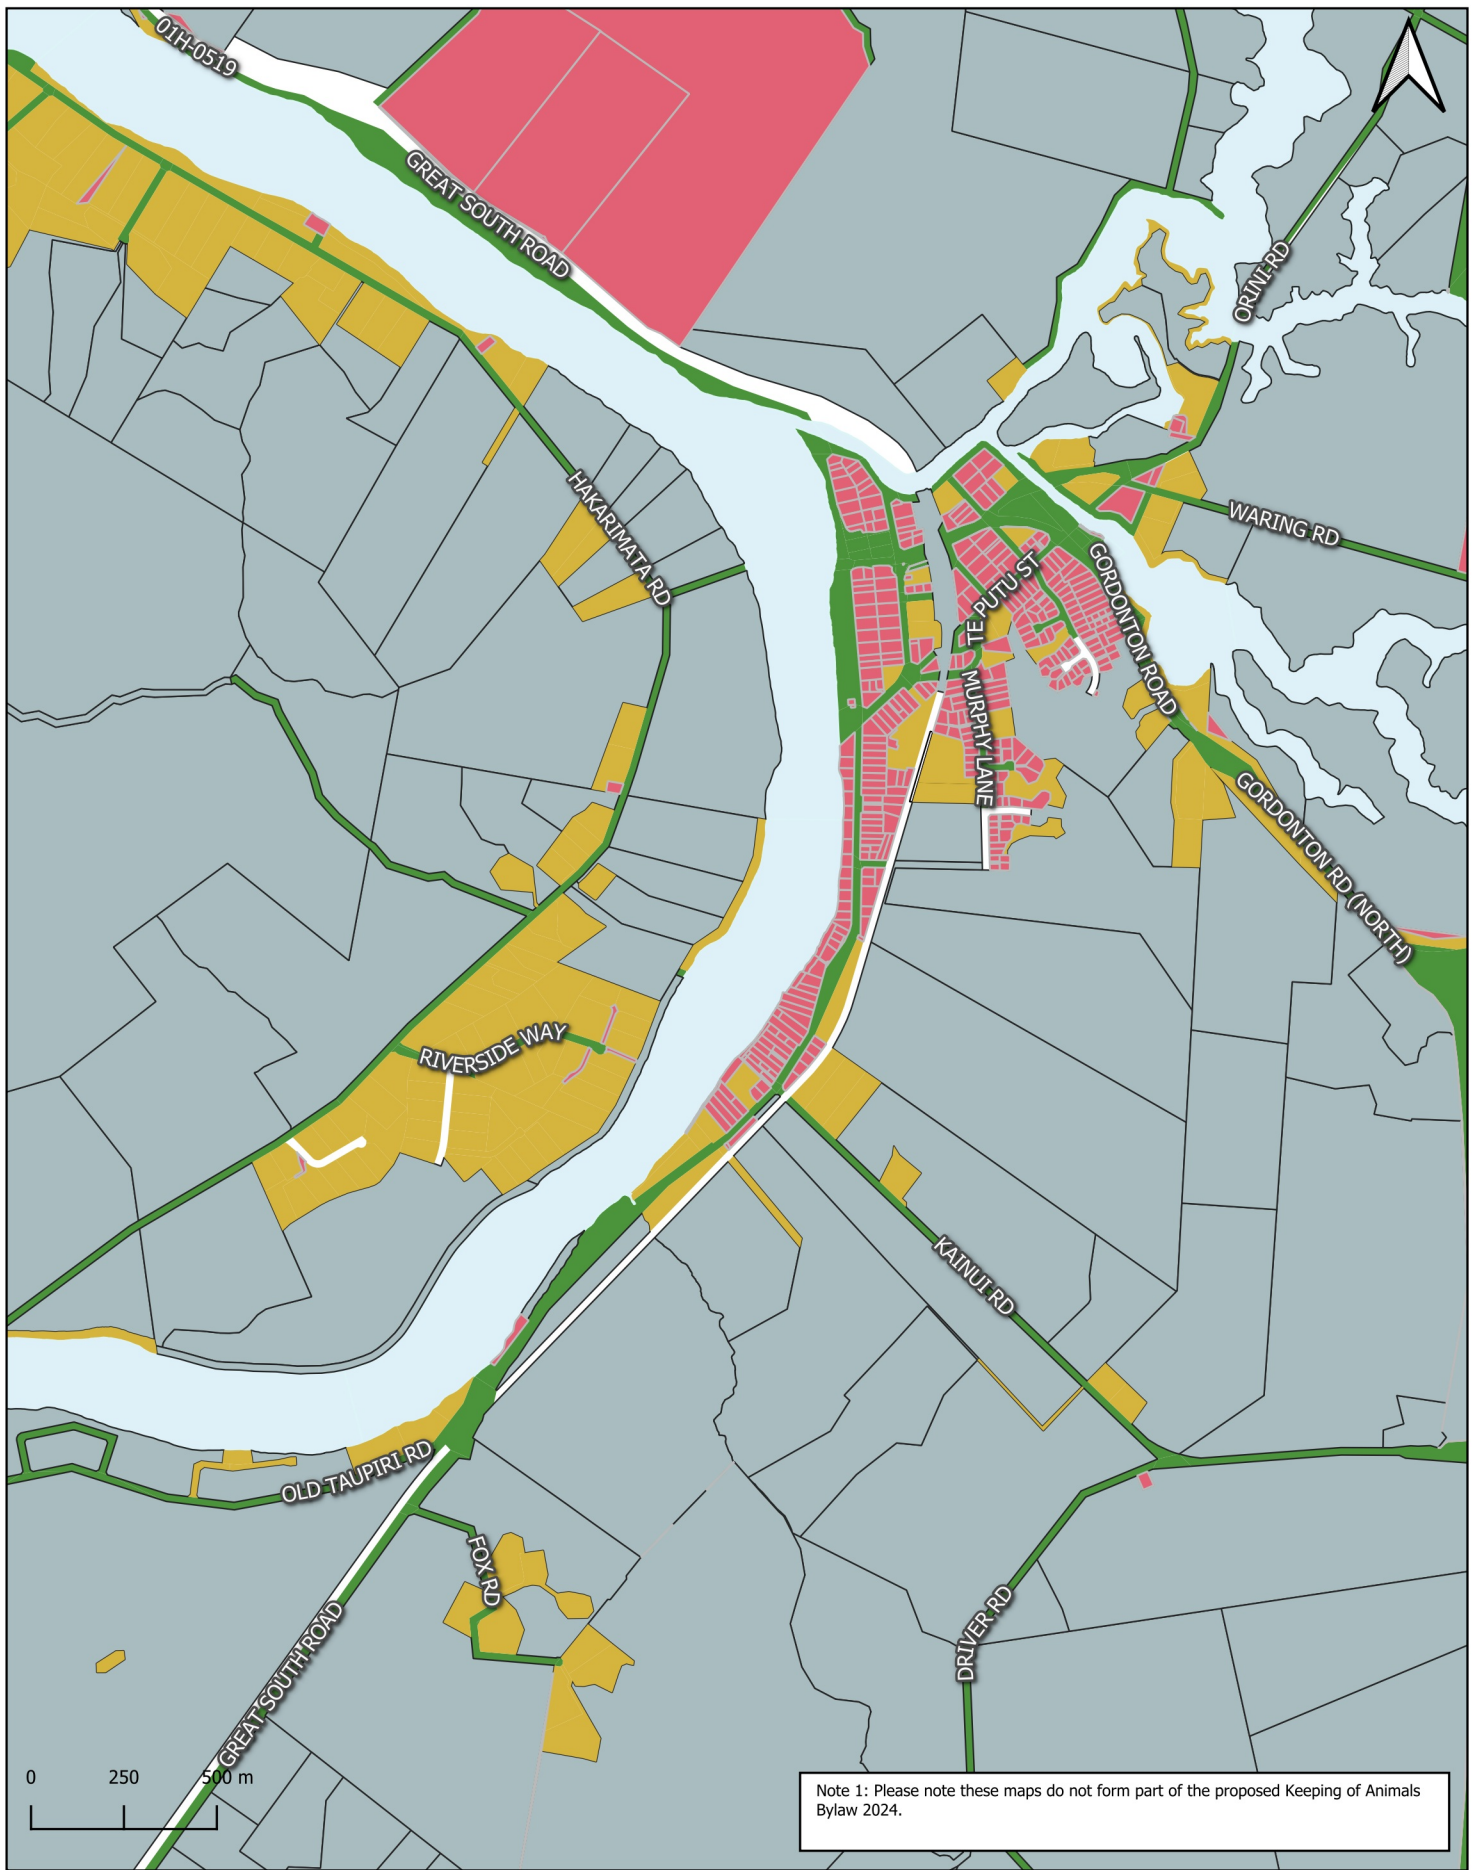 01H-0519
GREAT SOUTH ROAD
ORINI RD
HAKARIMATA RD
WARING RD
TE PUTU ST
GORDONTON ROAD
MURPHY LANE
GORDONTON RD (NORTH)
RIVERSIDE WAY
KAINUI RD
OLD TAUPIRI RD
FOX RD
DRIVER RD
GREAT SOUTH ROAD
0 250 500 m
Note 1: Please note these maps do not form part of the proposed Keeping of Animals
Bylaw 2024.